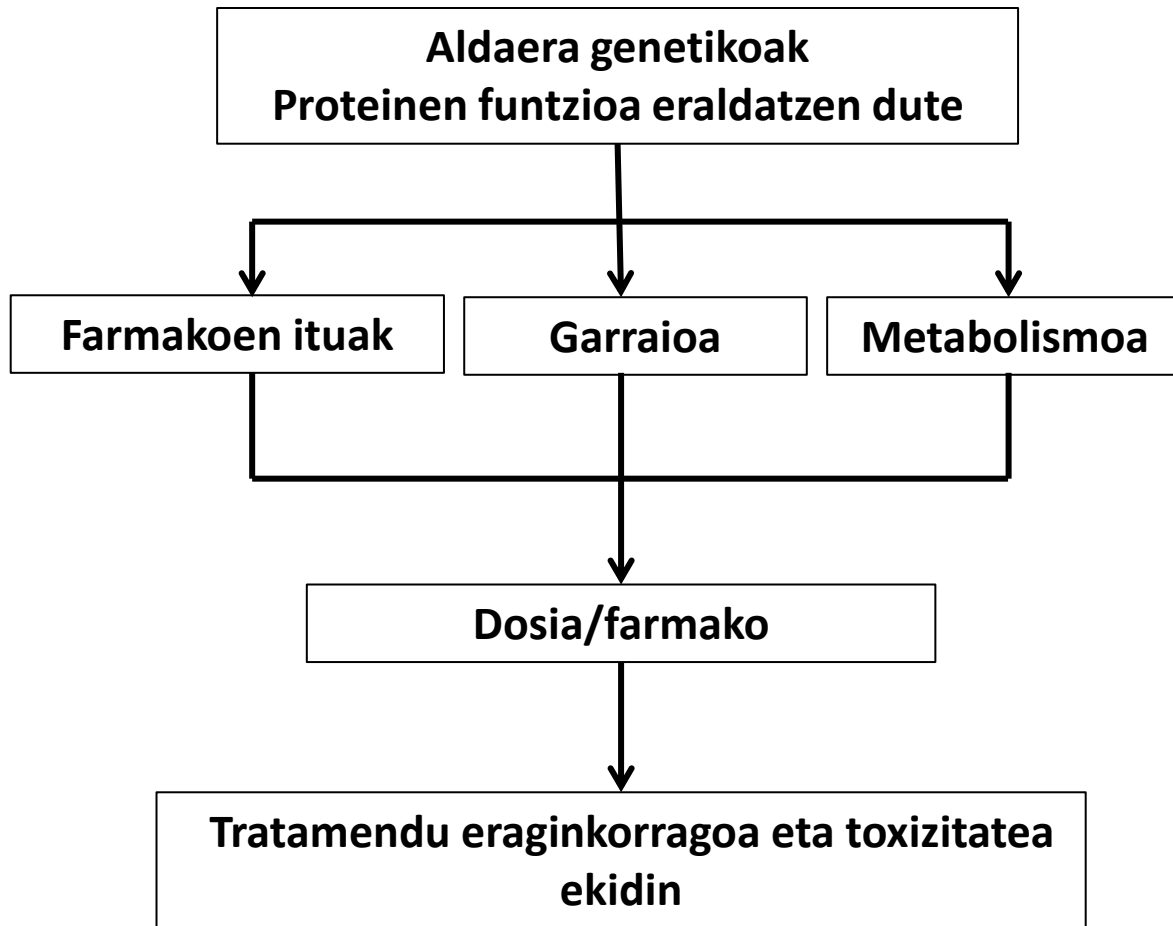 Aldaera genetikoak
Proteinen funtzioa eraldatzen dute
Farmakoen ituak
Garraioa
Metabolismoa
Dosia/farmako
Tratamendu eraginkorragoa eta toxizitatea
ekidin